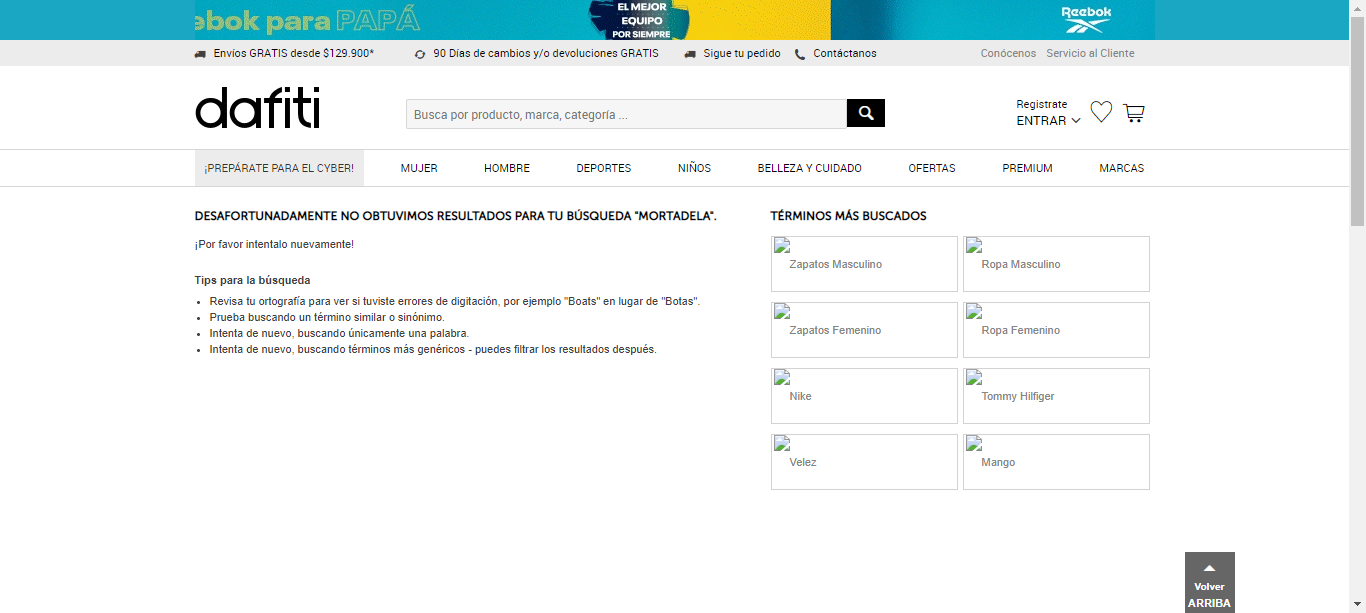 ebok para PAPÁ
EL MEJOR
EQUIPO
POR SIEMPRE
Reebok
Envíos GRATIS desde $129.900*
90 Días de cambios y/o devoluciones GRATIS
Sigue tu pedido
Contáctanos
Conócenos
Servicio al Cliente
dafiti
Busca por producto, marca, categoría ...
Registrate
ENTRAR
¡PREPÁRATE PARA EL CYBER!
MUJER
HOMBRE
DEPORTES
NIÑOS
BELLEZA Y CUIDADO
OFERTAS
PREMIUM
MARCAS
DESAFORTUNADAMENTE NO OBTUVIMOS RESULTADOS PARA TU BÚSQUEDA "MORTADELA".
¡Por favor intentalo nuevamente!
Tips para la búsqueda
Revisa tu ortografía para ver si tuviste errores de digitación, por ejemplo "Boats" en lugar de "Botas".
Prueba buscando un término similar o sinónimo.
Intenta de nuevo, buscando únicamente una palabra.
Intenta de nuevo, buscando términos más genéricos - puedes filtrar los resultados después.
TÉRMINOS MÁS BUSCADOS
Zapatos Masculino
Ropa Masculino
Zapatos Femenino
Ropa Femenino
Nike
Tommy Hilfiger
Velez
Mango
Volver
ARRIBA